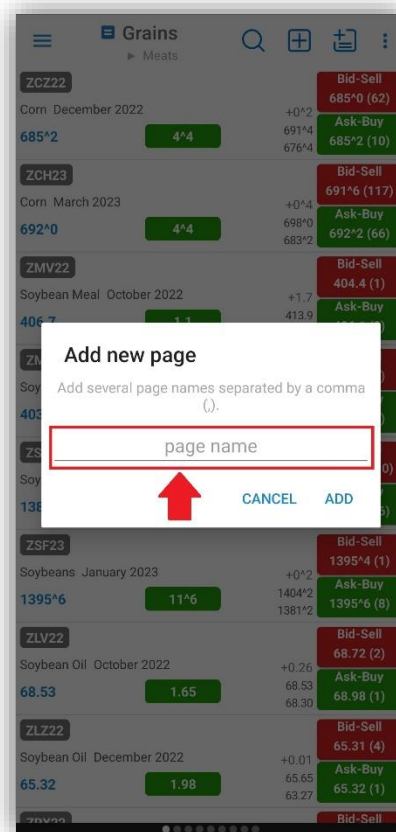 Grains
▶ Meats
ZCZ22
Bid-Sell
685^0 (62)
Corn December 2022
+0^2
Ask-Buy
685^2
4^4
691^4
676^4
685^2 (10)
ZCH23
Bid-Sell
691^6 (117)
Corn March 2023
+0^4
Ask-Buy
692^0
4^4
698^0
683^2
692^2 (66)
ZMV22
Bid-Sell
404.4 (1)
Soybean Meal October 2022
+1.7
Ask-Buy
406.7
1.1
413.9
Add new page
Add several page names separated by a comma
(,).
page name
CANCEL ADD
ZSF23
Bid-Sell
1395^4 (1)
Soybeans January 2023
+0^2
Ask-Buy
1395^6
11^6
1404^2
1381^2
1395^6 (8)
ZLV22
Bid-Sell
68.72 (2)
Soybean Oil October 2022
+0.26
Ask-Buy
68.53
1.65
68.53
68.30
68.98 (1)
ZLZ22
Bid-Sell
65.31 (4)
Soybean Oil December 2022
+0.01
Ask-Buy
65.32
1.98
65.65
63.27
65.32 (1)
Bid-Sell